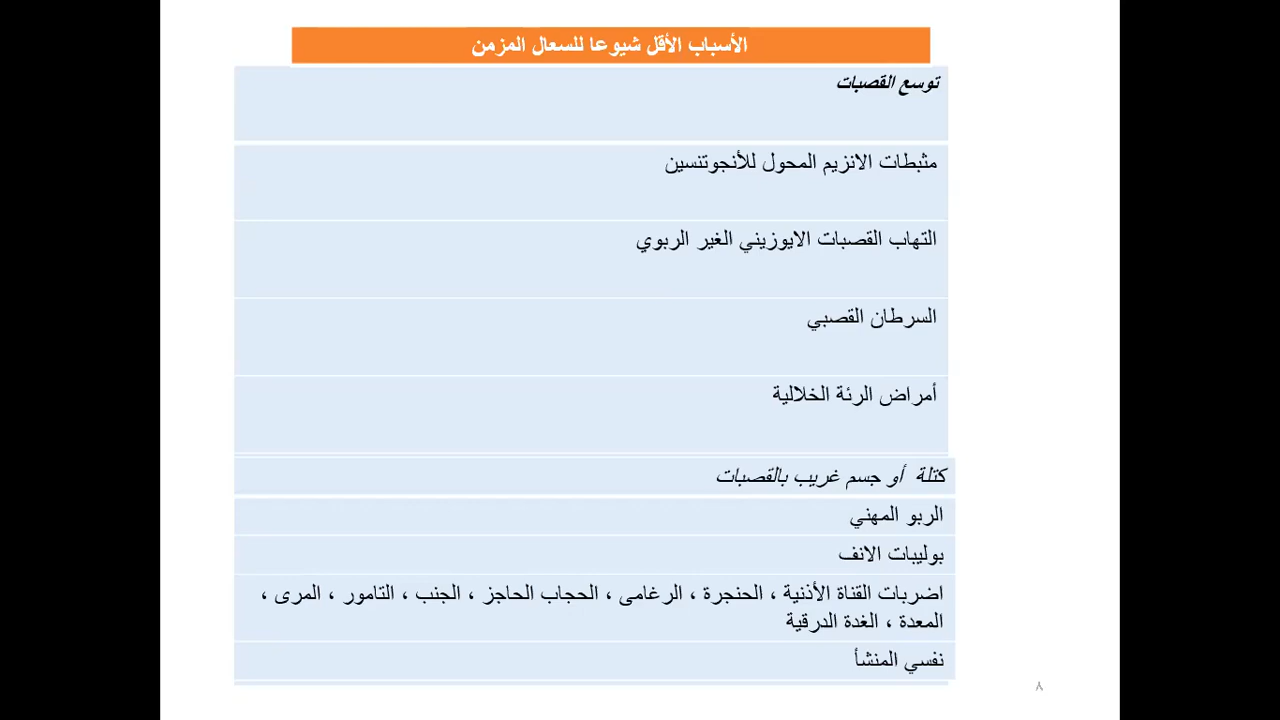 الأسباب الأقل شيوعا للسعال المزمن
توسع القصبات
مثبطات الانزيم المحول للأنجوتنسين
التهاب القصبات الايوزيني الغير الربوي
السرطان القصبي
أمراض الرئة الخلالية
كتلة أو جسم غريب بالقصبات
الربو المهني
بوليبات الانف
اضربات القناة الأذنية ، الحنجرة ، الرغامى ، الحجاب الحاجز ، الجنب ، التامور ، المرى ،
المعدة ، الغدة الدرقية
نفسي المنشأ
٨